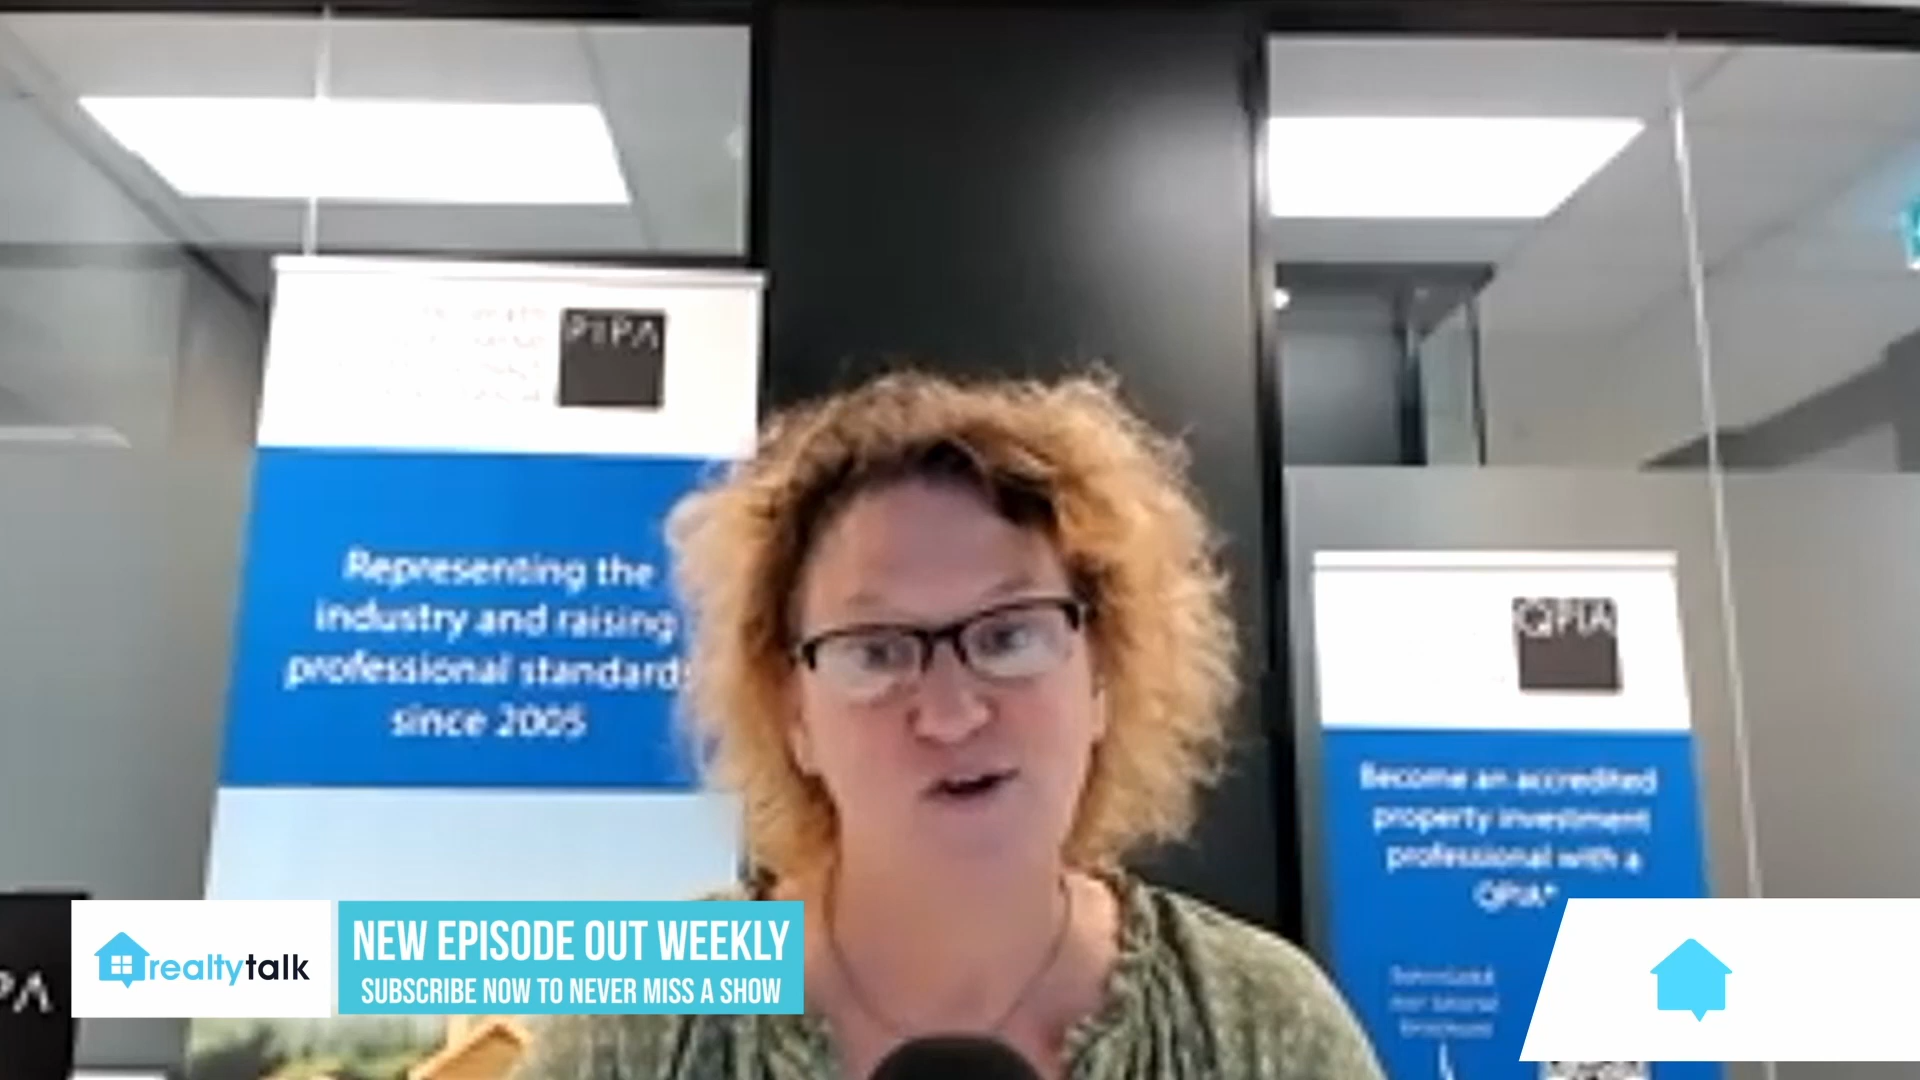 PIPA
Representing the
industry and raising
professional standards
since 2005
QPIA
Become an accredited
property investment
professional with a
QPIA®
PA
realtytalk
NEW EPISODE OUT WEEKLY
SUBSCRIBE NOW TO NEVER MISS A SHOW